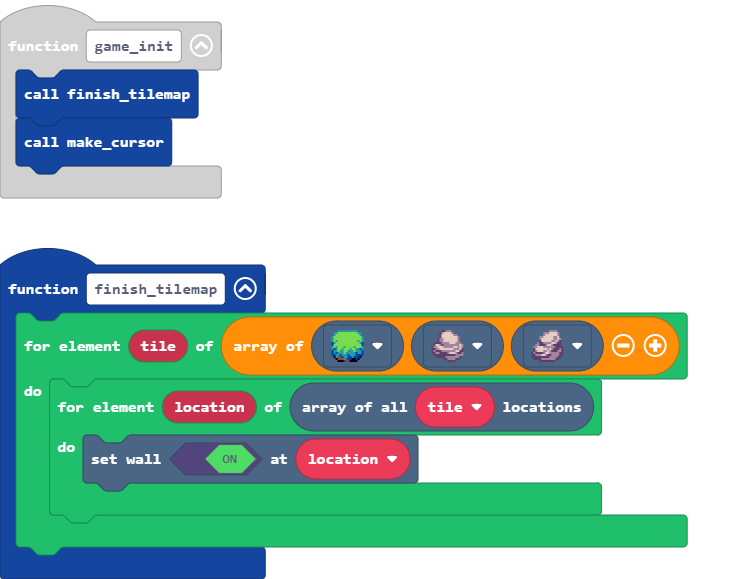 function game_init
call finish_tilemap
call make_cursor
function finish_tilemap
for element tile of array of
do
for element location of array of all tile locations
do
set wall ON at location